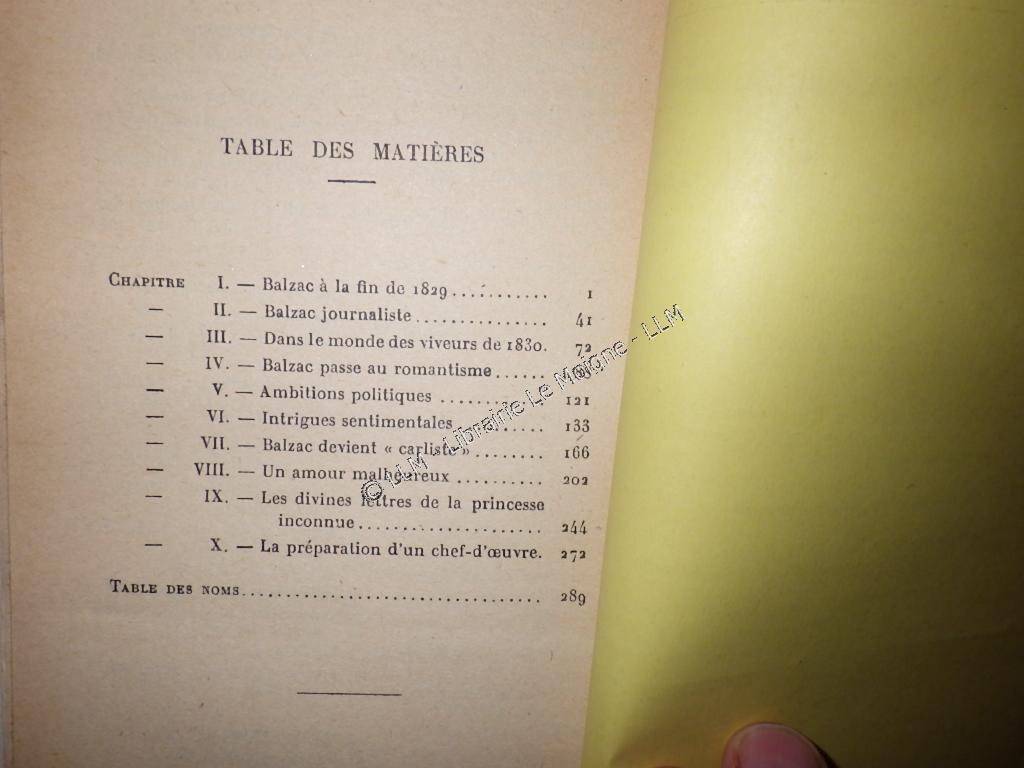 TABLE DES MATIÈRES
CHAPITRE I. — Balzac à la fin de 1829 ........... 1
— II. — Balzac journaliste ............... 41
— III. — Dans le monde des viveurs de 1830. 72
— IV. — Balzac passe au romantisme ......
— V. — Ambitions politiques ............ 121
— VI. — Intrigues sentimentales .......... 133
— VII. — Balzac devient « carliste » ........ 166
— VIII. — Un amour malheureux .......... 202
— IX. — Les divines lettres de la princesse
inconnue ..................... 244
— X. — La préparation d'un chef-d'œuvre. 272
TABLE DES NOMS .................................. 289
© LLM - Librairie Le Moigne - LLM